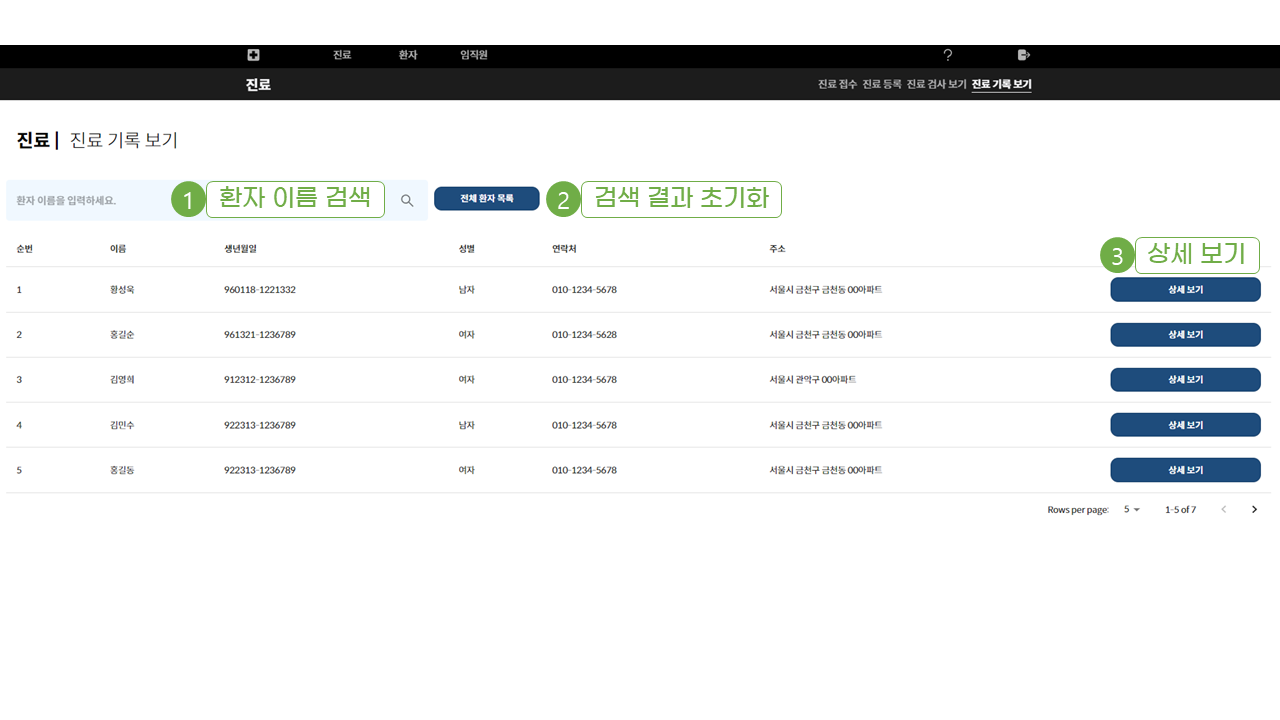 진료 환자 임직원 ?
진료 진료 접수 진료 등록 진료 검사 보기 진료 기록 보기
진료 | 진료 기록 보기
환자 이름을 입력하세요. 1 환자 이름 검색 전체 환자 목록 2 검색 결과 초기화
순번 이름 생년월일 성별 연락처 주소 3 상세 보기
1 황성욱 960118-1221332 남자 010-1234-5678 서울시 금천구 금천동 00아파트 상세 보기
2 홍길순 961321-1236789 여자 010-1234-5628 서울시 금천구 금천동 00아파트 상세 보기
3 김영희 912312-1236789 여자 010-1234-5678 서울시 관악구 00아파트 상세 보기
4 김민수 922313-1236789 남자 010-1234-5678 서울시 금천구 금천동 00아파트 상세 보기
5 홍길동 922313-1236789 여자 010-1234-5678 서울시 금천구 금천동 00아파트 상세 보기
Rows per page: 5 1-5 of 7